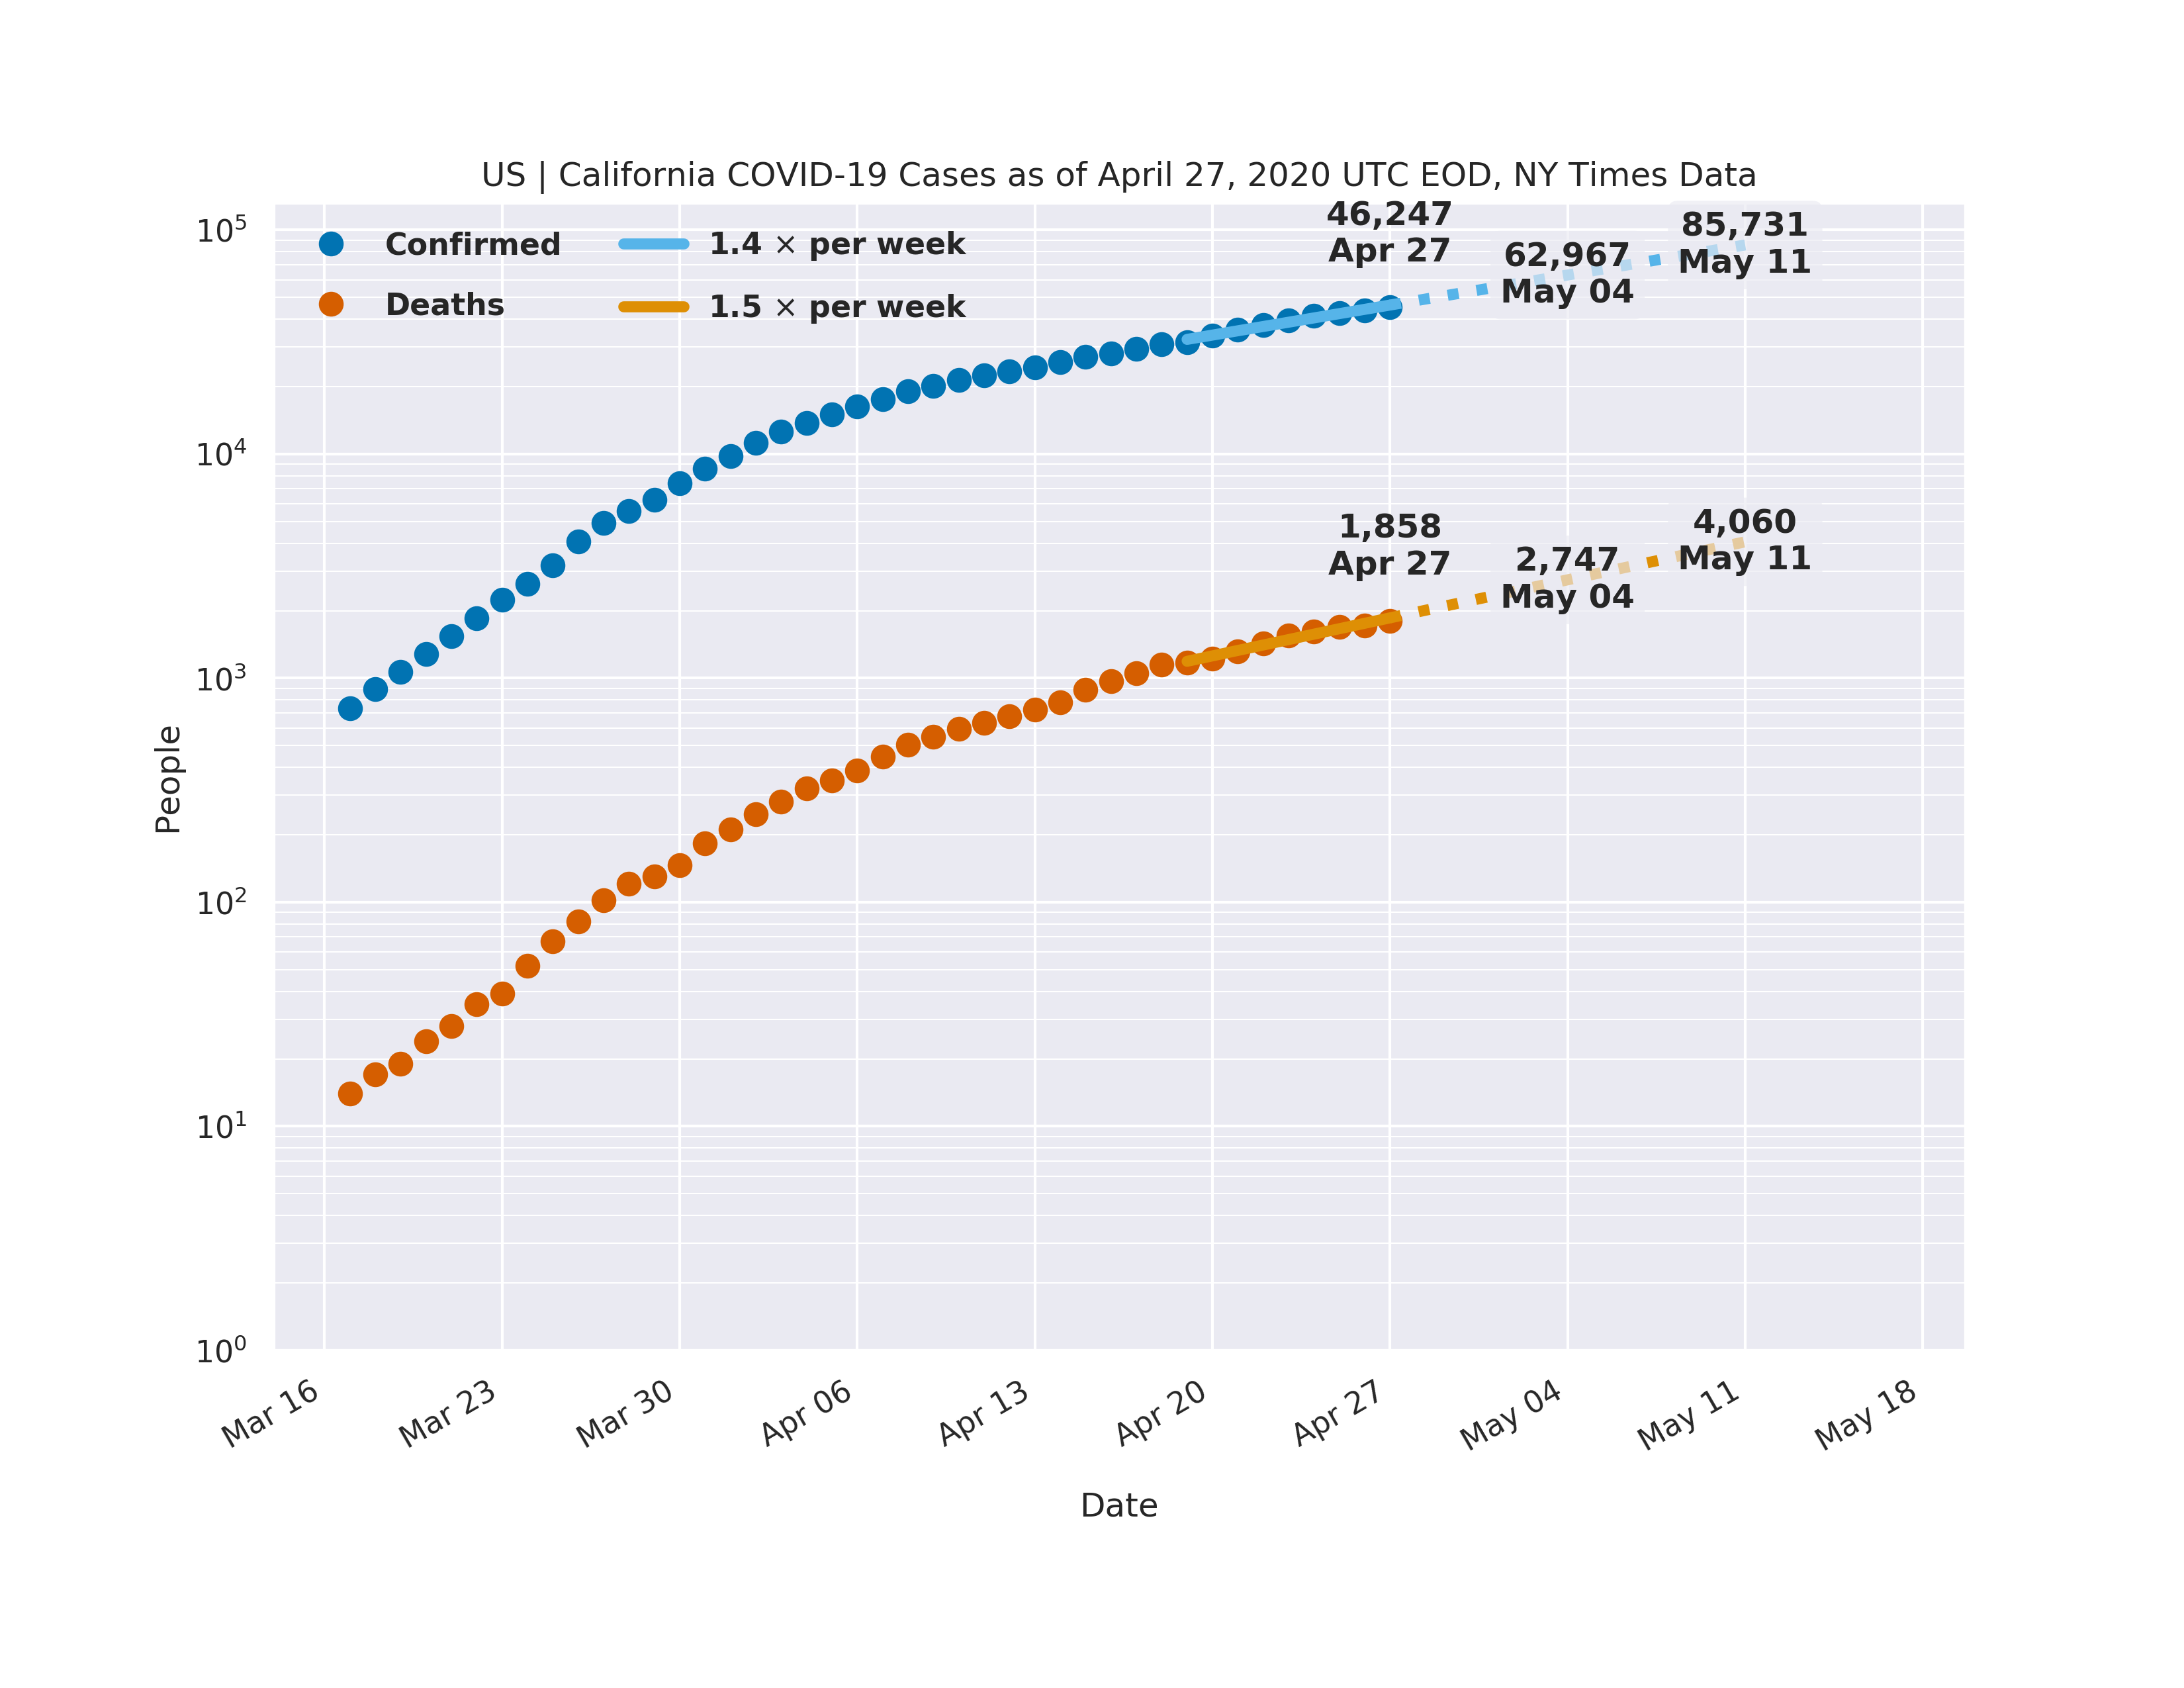 US | California COVID-19 Cases as of April 27, 2020 UTC EOD, NY Times Data
10⁵
10⁴
10³
10²
10¹
10⁰
People
Confirmed
Deaths
1.4 × per week
1.5 × per week
46,247
Apr 27
62,967
May 04
85,731
May 11
1,858
Apr 27
2,747
May 04
4,060
May 11
Mar 16
Mar 23
Mar 30
Apr 06
Apr 13
Apr 20
Apr 27
May 04
May 11
May 18
Date